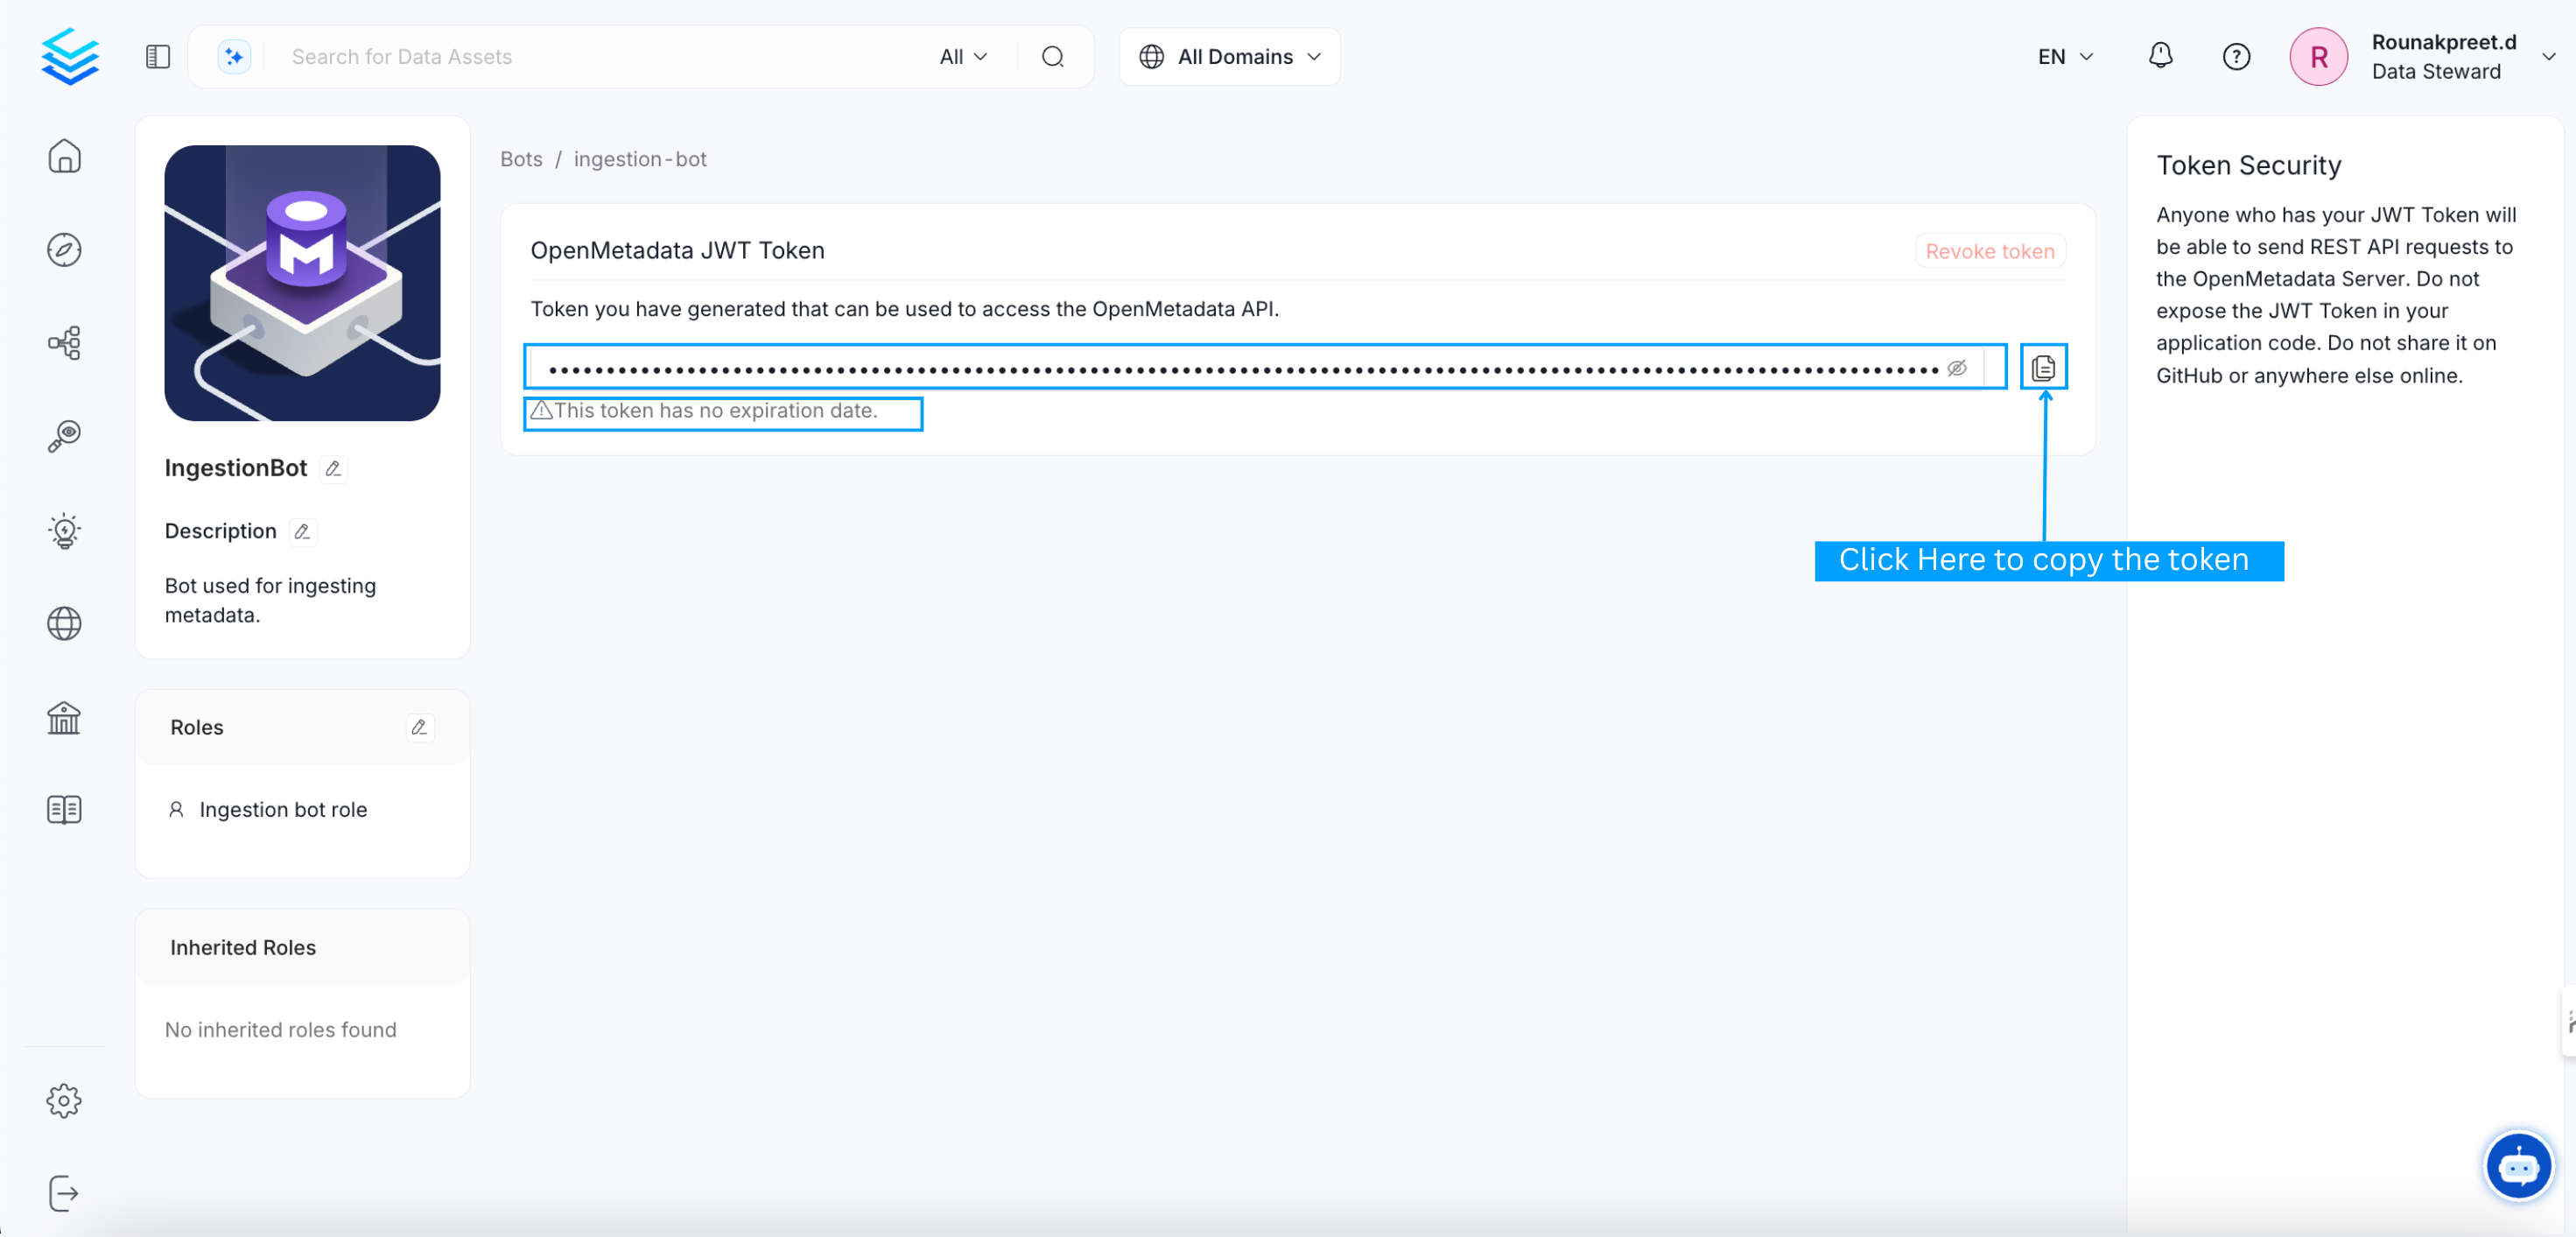 Search for Data Assets
All
All Domains
EN
R
Rounakpreet.d
Data Steward
M
IngestionBot
Description
Bot used for ingesting
metadata.
Roles
Ingestion bot role
Inherited Roles
No inherited roles found
Bots / ingestion-bot
OpenMetadata JWT Token
Revoke token
Token you have generated that can be used to access the OpenMetadata API.
This token has no expiration date.
Click Here to copy the token
Token Security
Anyone who has your JWT Token will
be able to send REST API requests to
the OpenMetadata Server. Do not
expose the JWT Token in your
application code. Do not share it on
GitHub or anywhere else online.